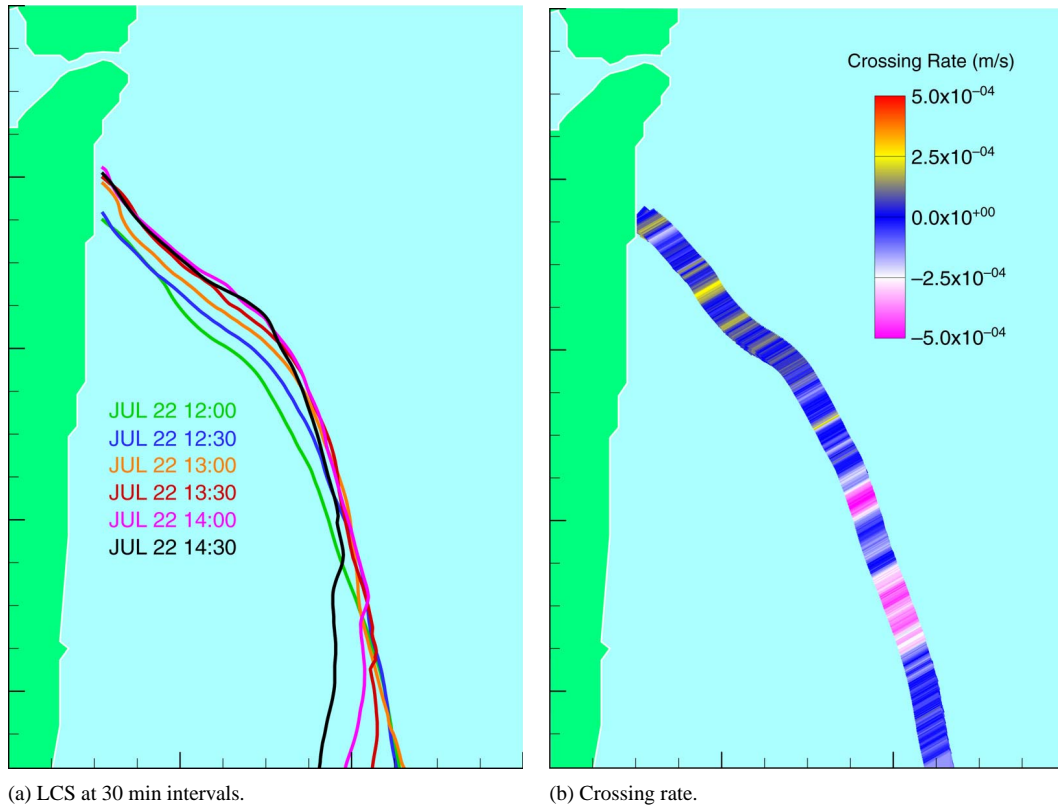 JUL 22 12:00
JUL 22 12:30
JUL 22 13:00
JUL 22 13:30
JUL 22 14:00
JUL 22 14:30
(a) LCS at 30 min intervals.
Crossing Rate (m/s)
5.0x10⁻⁰⁴
2.5x10⁻⁰⁴
0.0x10⁺⁰⁰
−2.5x10⁻⁰⁴
−5.0x10⁻⁰⁴
(b) Crossing rate.